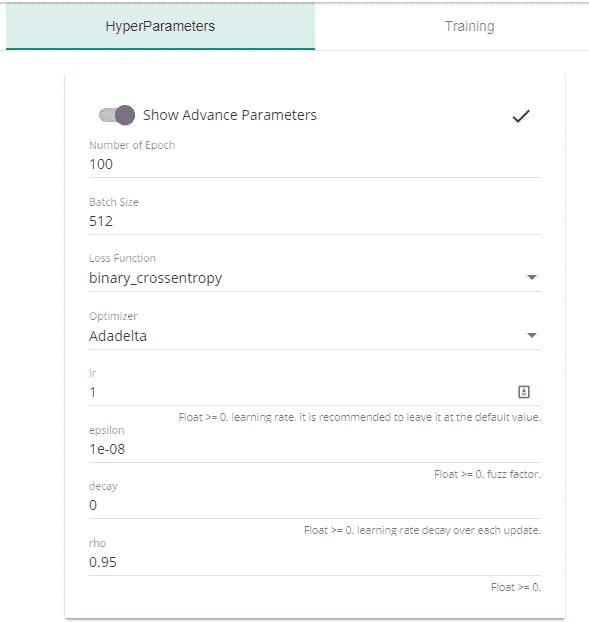 HyperParameters Training
Show Advance Parameters
Number of Epoch
100
Batch Size
512
Loss Function
binary_crossentropy
Optimizer
Adadelta
lr
1
Float >= 0. learning rate. it is recommended to leave it at the default value.
epsilon
1e-08
Float >= 0. fuzz factor.
decay
0
Float >= 0. learning rate decay over each update.
rho
0.95
Float >= 0.